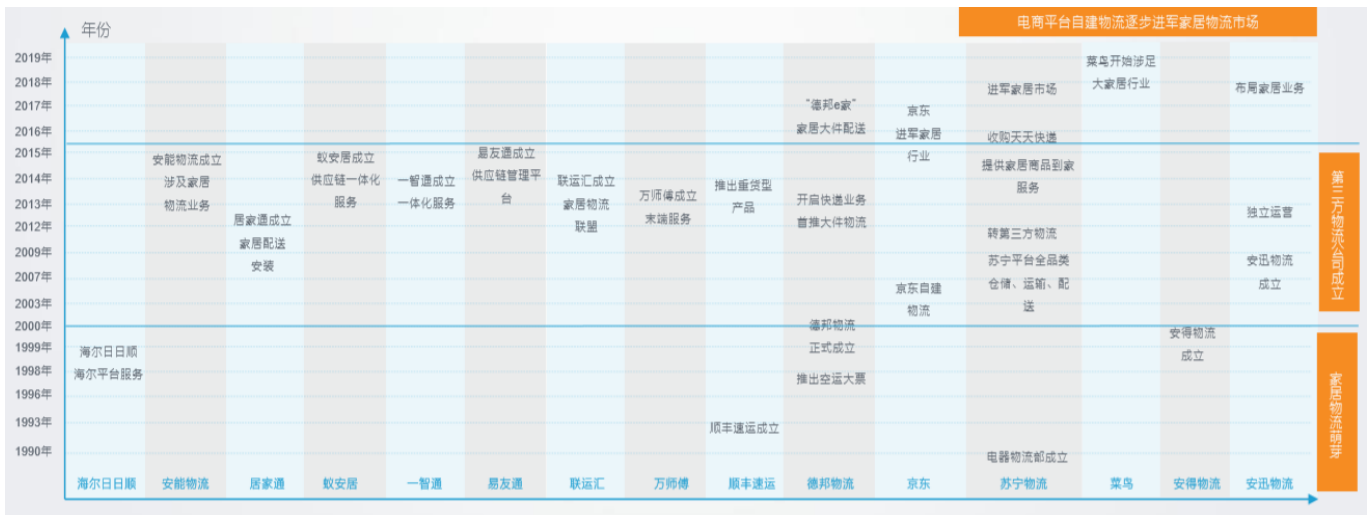 年份
电商平台自建物流逐步进军家居物流市场
2019年
2018年
2017年
2016年
2015年
2014年
2013年
2012年
2009年
2007年
2003年
2000年
1999年
1998年
1996年
1993年
1990年
海尔日日顺
海尔平台服务
安能物流成立
涉及家居
物流业务
居家通成立
家居配送
安装
蚁安居成立
供应链一体化
服务
一智通成立
一体化服务
易友通成立
供应链管理平
台
联运汇成立
家居物流
联盟
万师傅成立
末端服务
推出重货型
产品
顺丰速运成立
“德邦e家”
家居大件配送
开启快递业务
首推大件物流
德邦物流
正式成立
推出空运大票
京东
进军家居
行业
京东自建
物流
进军家居市场
收购天天快递
提供家居商品到家
服务
转第三方物流
苏宁平台全品类
仓储、运输、配
送
电器物流部成立
菜鸟开始涉足
大家居行业
安得物流
成立
布局家居业务
独立运营
安迅物流
成立
第三方物流公司成立
家居物流萌芽
海尔日日顺
安能物流
居家通
蚁安居
一智通
易友通
联运汇
万师傅
顺丰速运
德邦物流
京东
苏宁物流
菜鸟
安得物流
安迅物流